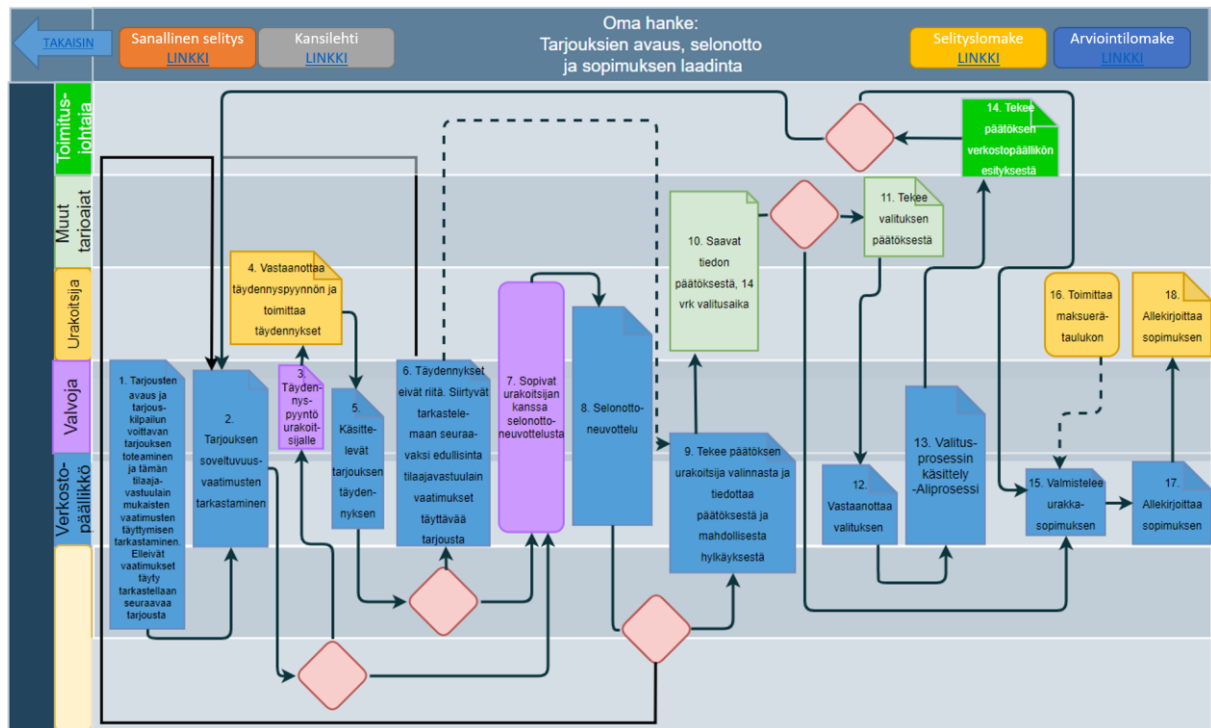 TAKAISIN
Sanallinen selitys
LINKKI
Kansilehti
LINKKI
Oma hanke:
Tarjouksien avaus, selonotto
ja sopimuksen laadinta
Selityslomake
LINKKI
Arviointilomake
LINKKI
Toimitus-
johtaja
Muut
tarjoajat
Urakoitsija
Valvoja
Verkosto-
päällikkö
1. Tarjousten
avaus ja
tarjous-
kilpailun
voittavan
tarjouksen
toteaminen
ja tämän
tilaaja-
vastuulain
mukaisten
vaatimusten
täyttymisen
tarkastaminen.
Elleivät
vaatimukset
täyty
tarkastellaan
seuraavaa
tarjousta
2.
Tarjouksen
soveltuvuus-
vaatimusten
tarkastaminen
3.
Täyden-
nys-
pyyntö
urakoit-
sijalle
4. Vastaanottaa
täydennyspyynnön ja
toimittaa
täydennykset
5.
Käsitte-
levät
tarjouksen
täyden-
nyksen
6. Täydennykset
eivät riitä. Siirtyvät
tarkastele-
maan seuraa-
vaksi edullisinta
tilaajavastuulain
vaatimukset
täyttävää
tarjousta
7. Sopivat
urakoitsijan
kanssa
selonotto-
neuvottelusta
8. Selonotto-
neuvottelu
9. Tekee päätöksen
urakoitsija valinnasta ja
tiedottaa
päätöksestä ja
mahdollisesta
hylkäyksestä
10. Saavat
tiedon
päätöksestä, 14
vrk valitusaika
11. Tekee
valituksen
päätöksestä
12.
Vastaanottaa
valituksen
13. Valitus-
prosessin
käsittely
-Aliprosessi
14. Tekee
päätöksen
verkostopäällikön
esityksestä
15. Valmistelee
urakka-
sopimuksen
16. Toimittaa
maksuerä-
taulukon
17.
Allekirjoittaa
sopimuksen
18.
Allekirjoittaa
sopimuksen